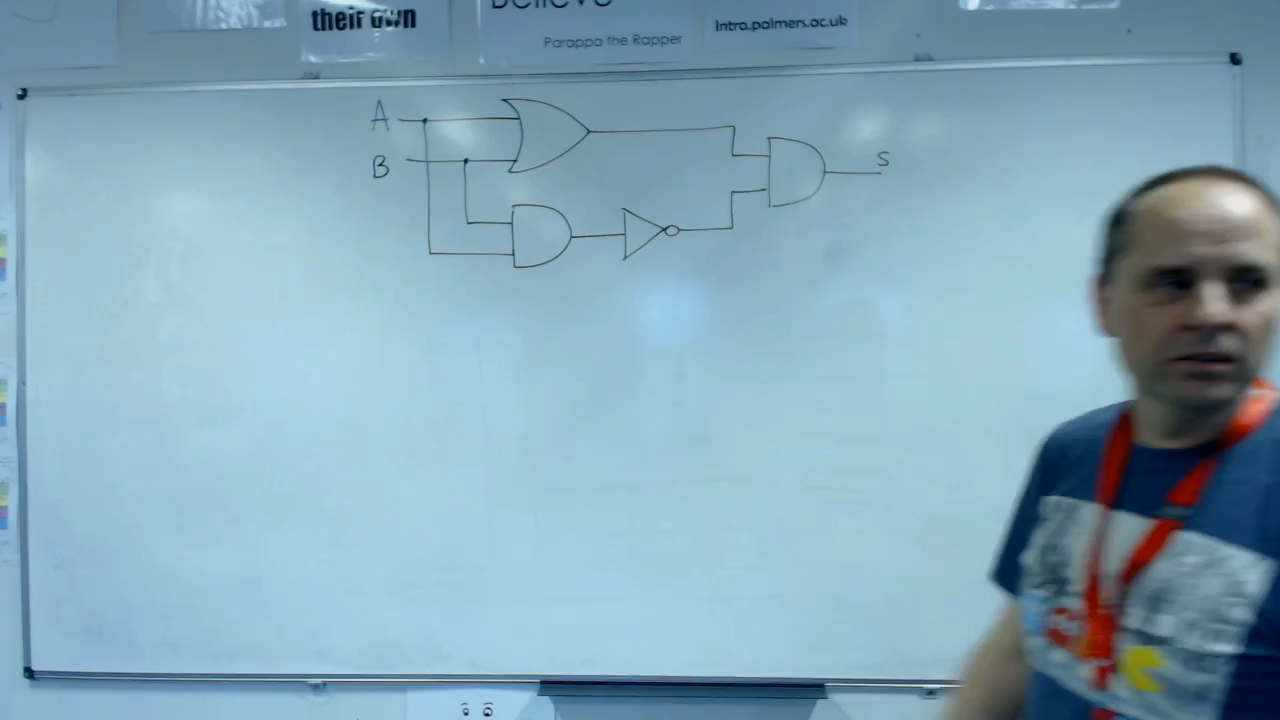 their own
Believe
Parappa the Rapper
Intra.palmers.ac.uk
A
B
S